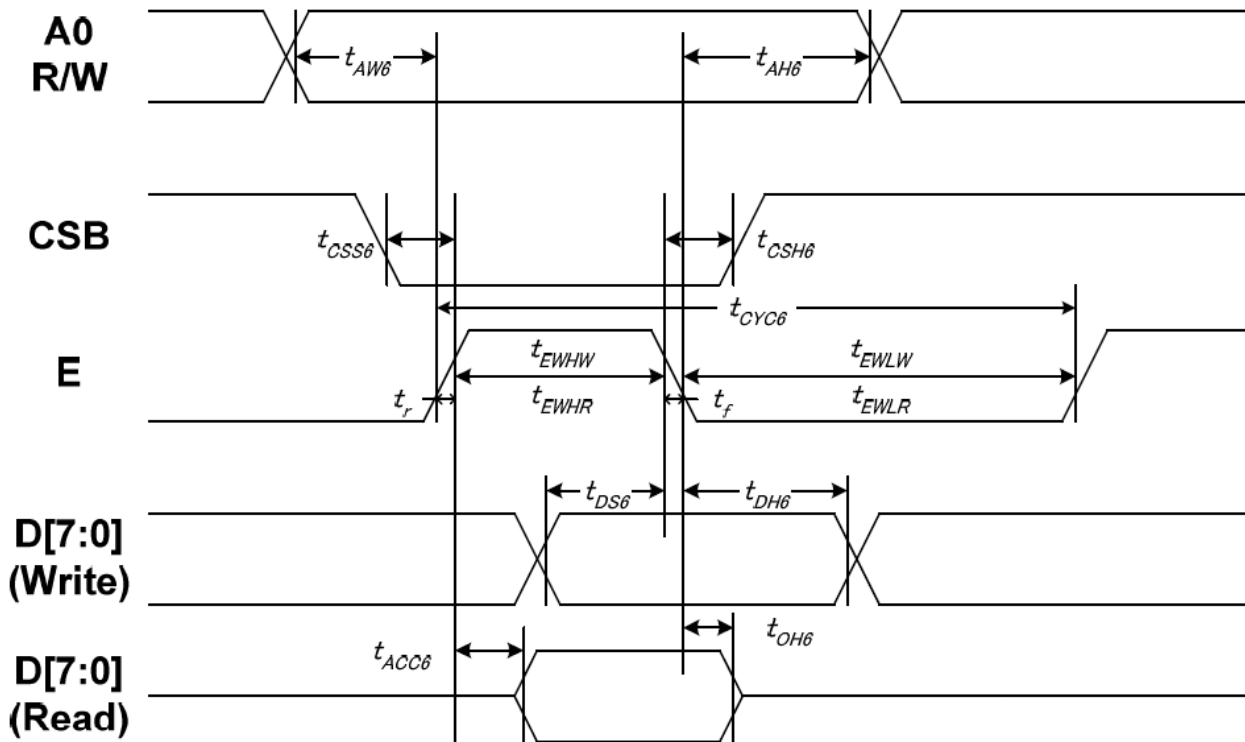 A0
R/W
tAW6
tAH6
CSB
tCSS6
tCSH6
tCYC6
E
tEWHW
tEWLW
tr
tEWHR
tf
tEWLR
tDS6
tDH6
D[7:0]
(Write)
tOH6
tACC6
D[7:0]
(Read)